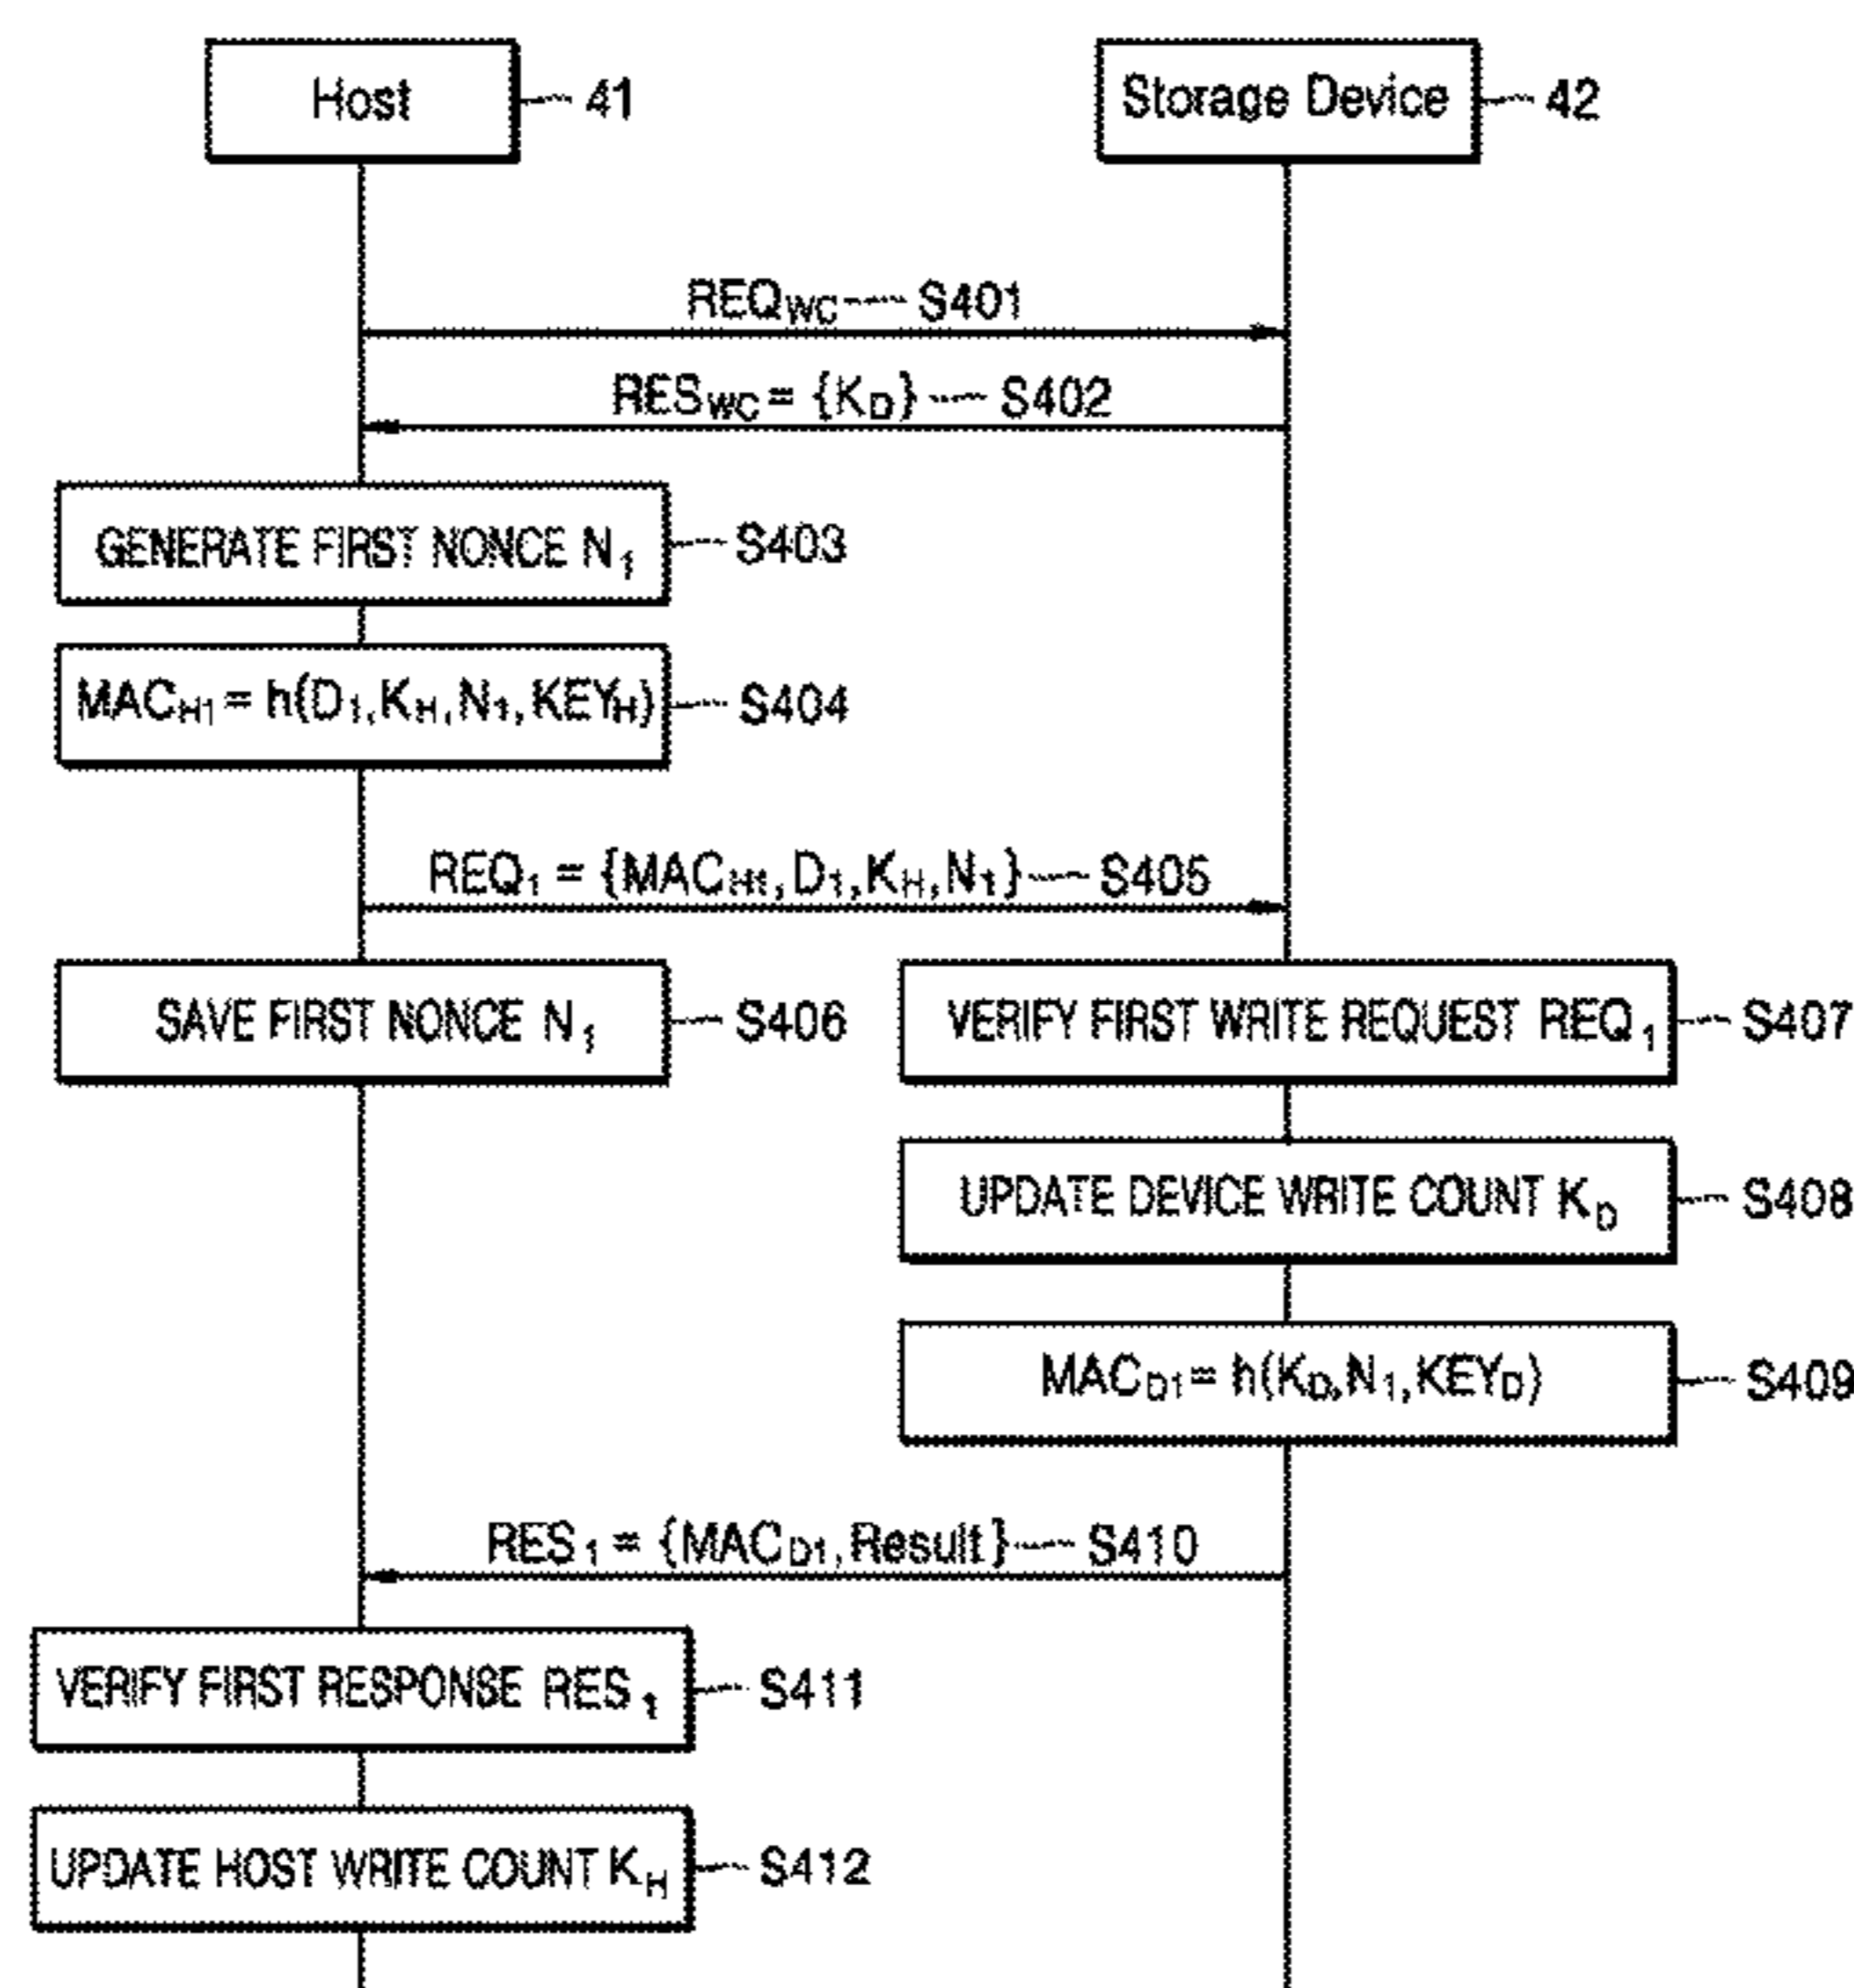 Host 41
Storage Device 42
REQWC S401
RESWC = {KD} S402
GENERATE FIRST NONCE N1 S403
MACH1 = h(D1,KH,N1,KEYH) S404
REQ1 = {MACH1,D1,KH,N1} S405
SAVE FIRST NONCE N1 S406
VERIFY FIRST WRITE REQUEST REQ1 S407
UPDATE DEVICE WRITE COUNT KD S408
MACD1 = h(KD,N1,KEYD) S409
RES1 = {MACD1,Result} S410
VERIFY FIRST RESPONSE RES1 S411
UPDATE HOST WRITE COUNT KH S412